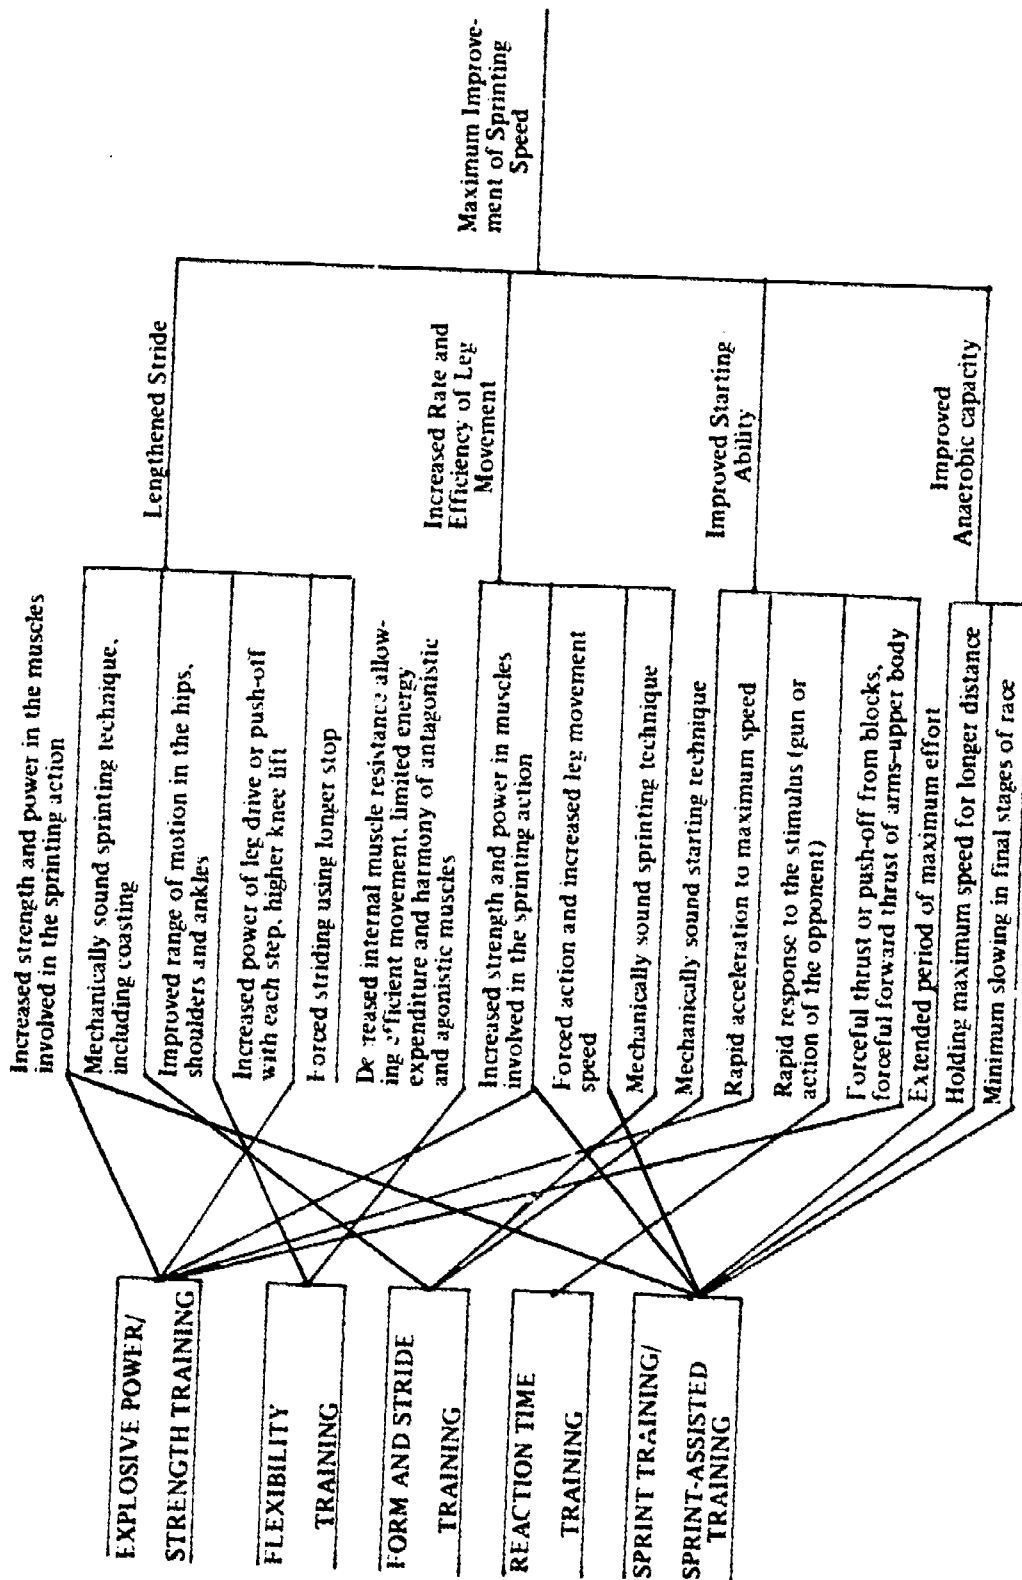 EXPLOSIVE POWER/
STRENGTH TRAINING
FLEXIBILITY
TRAINING
FORM AND STRIDE
TRAINING
REACTION TIME
TRAINING
SPRINT TRAINING/
SPRINT-ASSISTED
TRAINING
Increased strength and power in the muscles
involved in the sprinting action
Mechanically sound sprinting technique,
including coasting
Improved range of motion in the hips,
shoulders and ankles
Increased power of leg drive or push-off
with each step, higher knee lift
Forced striding using longer stop
Decreased internal muscle resistance allow-
ing efficient movement, limited energy
expenditure and harmony of antagonistic
and agonistic muscles
Increased strength and power in muscles
involved in the sprinting action
Forced action and increased leg movement
speed
Mechanically sound sprinting technique
Mechanically sound starting technique
Rapid acceleration to maximum speed
Rapid response to the stimulus (gun or
action of the opponent)
Forceful thrust or push-off from blocks,
forceful forward thrust of arms-upper body
Extended period of maximum effort
Holding maximum speed for longer distance
Minimum slowing in final stages of race
Lengthened Stride
Increased Rate and
Efficiency of Leg
Movement
Improved Starting
Ability
Improved
Anaerobic capacity
Maximum Improve-
ment of Sprinting
Speed